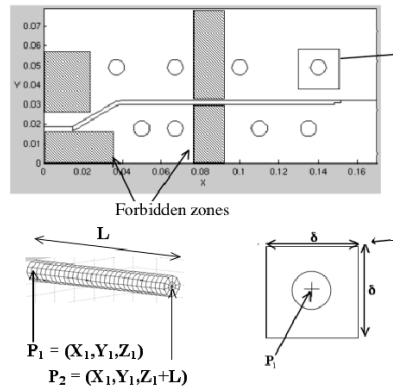 0.07
0.06
0.05
Y 0.04
0.03
0.02
0.01
0
0 0.02 0.04 0.06 0.08 0.1 0.12 0.14 0.16
X
Forbidden zones
L
P1 = (X1,Y1,Z1)
P2 = (X1,Y1,Z1+L)
δ
δ
P1